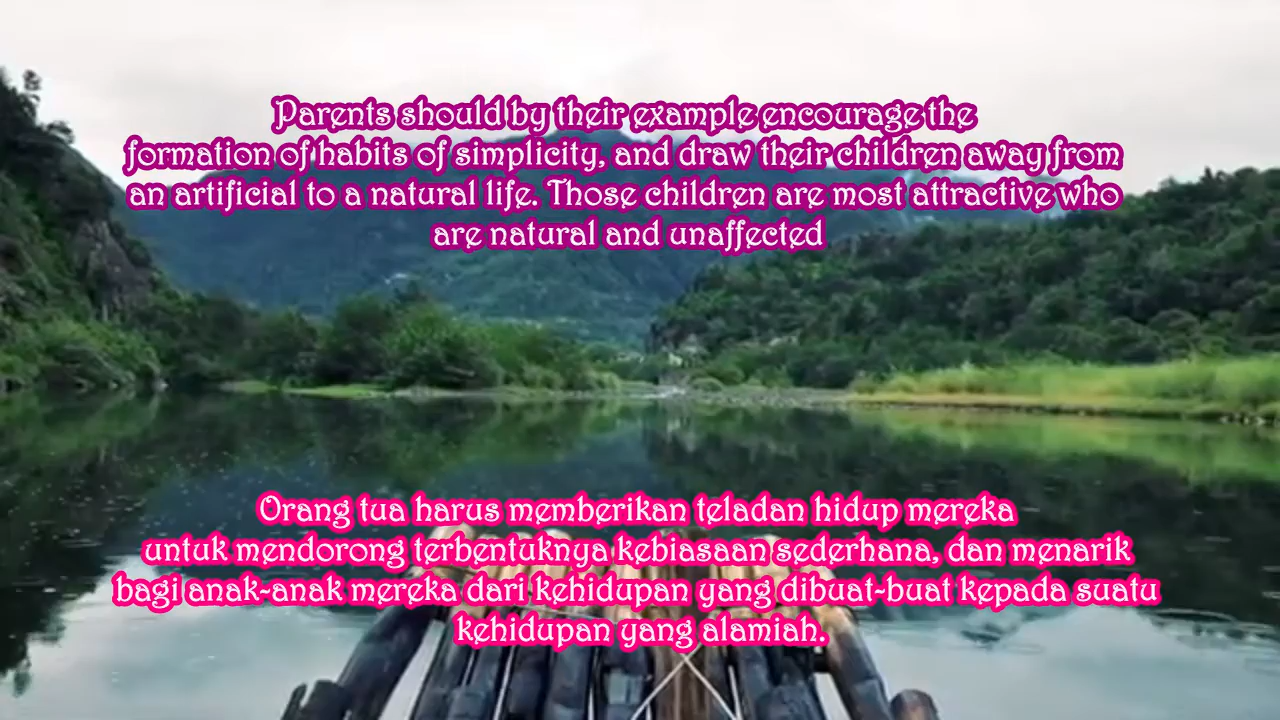 Parents should by their example encourage the
formation of habits of simplicity, and draw their children away from
an artificial to a natural life. Those children are most attractive who
are natural and unaffected
Orang tua harus memberikan teladan hidup mereka
untuk mendorong terbentuknya kebiasaan sederhana, dan menarik
bagi anak-anak mereka dari kehidupan yang dibuat-buat kepada suatu
kehidupan yang alamiah.